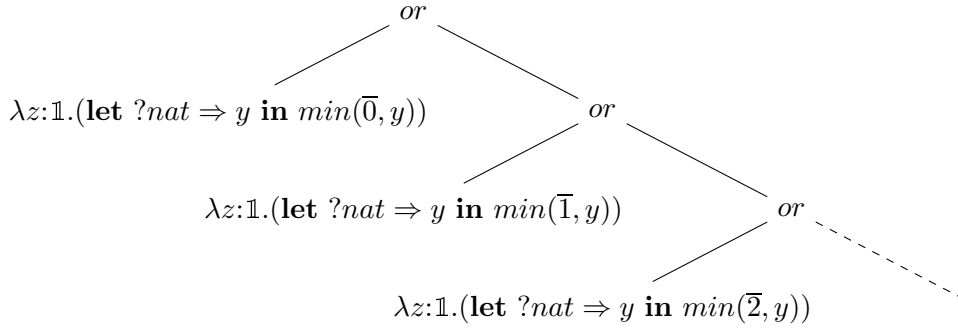 or
λz:𝟙.(let ?nat ⇒ y in min(0̅, y))
or
λz:𝟙.(let ?nat ⇒ y in min(1̅, y))
or
λz:𝟙.(let ?nat ⇒ y in min(2̅, y))